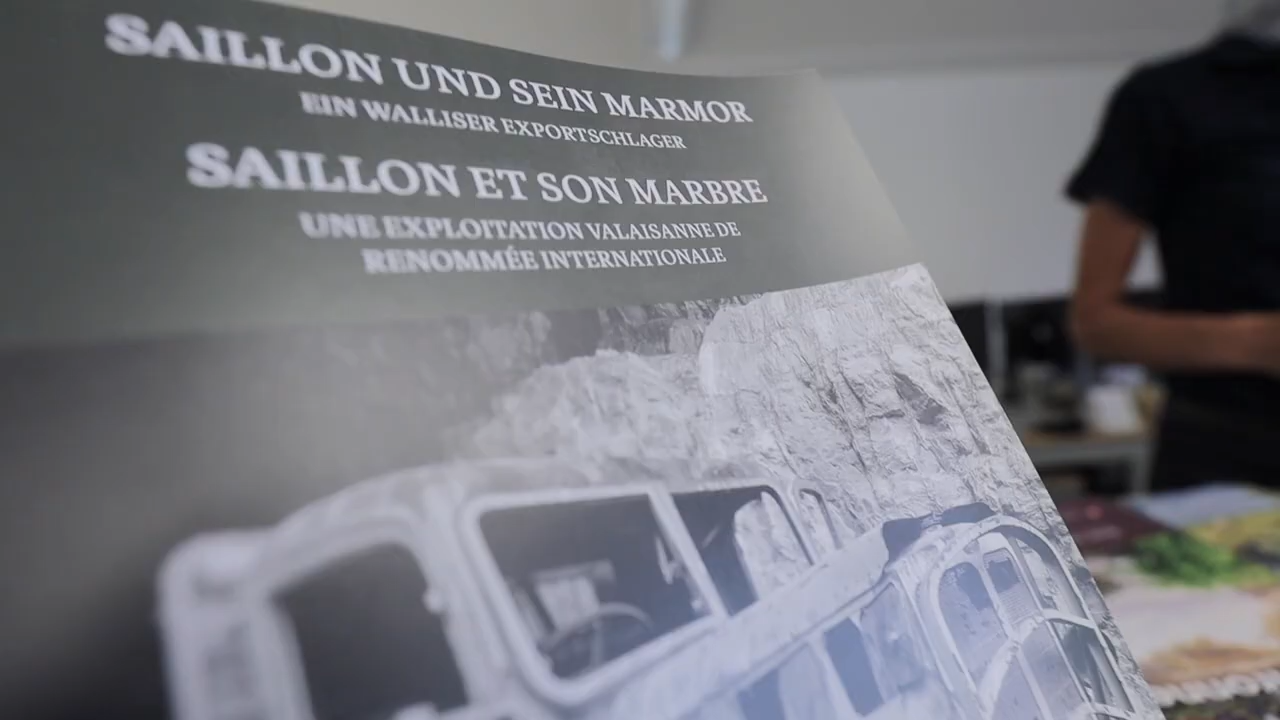 SAILLON UND SEIN MARMOR
EIN WALLISER EXPORTSCHLAGER
SAILLON ET SON MARBRE
UNE EXPLOITATION VALAISANNE DE
RENOMMÉE INTERNATIONALE